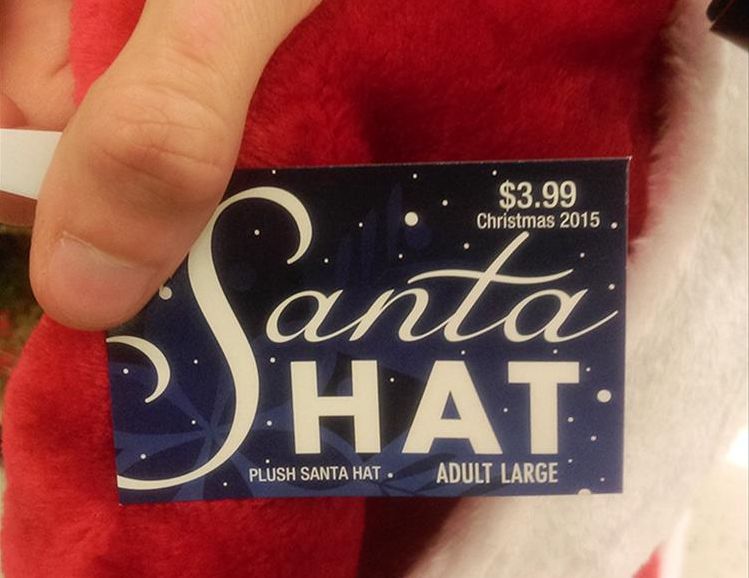 $3.99
Christmas 2015
Santa
HAT
PLUSH SANTA HAT
ADULT LARGE